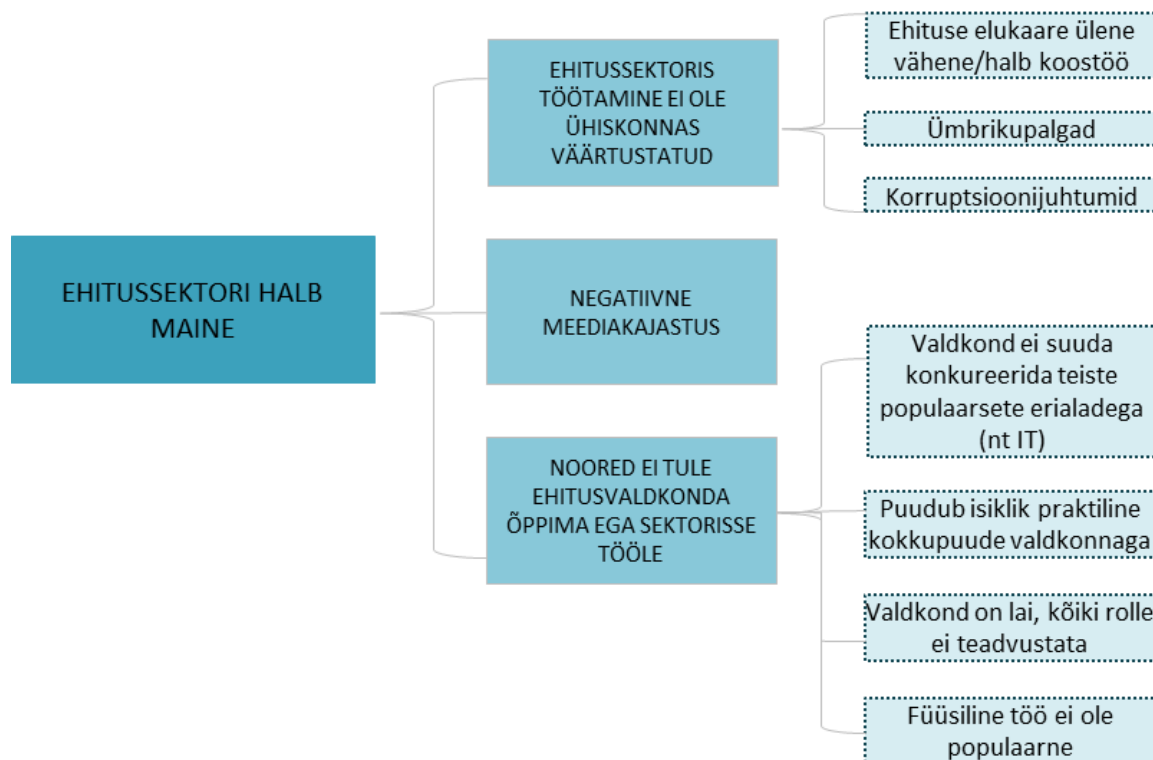 EHITUSSEKTORI HALB
MAINE
EHITUSSEKTORIS
TÖÖTAMINE EI OLE
ÜHISKONNAS
VÄÄRTUSTATUD
Ehituse elukaare ülene
vähene/halb koostöö
Ümbrikupalgad
Korruptsioonijuhtumid
NEGATIIVNE
MEEDIAKAJASTUS
NOORED EI TULE
EHITUSVALDKONDA
ÕPPIMA EGA SEKTORISSE
TÖÖLE
Valdkond ei suuda
konkureerida teiste
populaarsete erialadega
(nt IT)
Puudub isiklik praktiline
kokkupuude valdkonnaga
Valdkond on lai, kõiki rolle
ei teadvustata
Füüsiline töö ei ole
populaarne